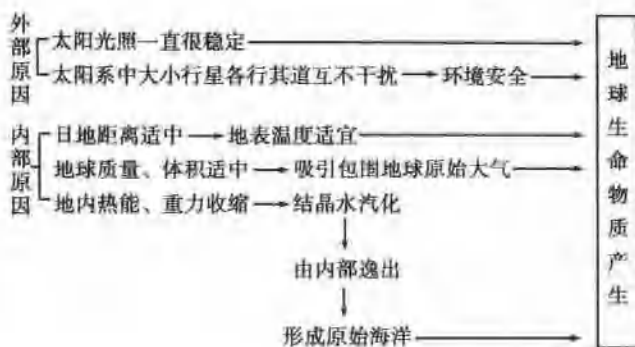 外部原因
太阳光照一直很稳定
太阳系中大小行星各行其道互不干扰
环境安全
内部原因
日地距离适中
地表温度适宜
地球质量、体积适中
吸引包围地球原始大气
地内热能、重力收缩
结晶水汽化
由内部逸出
形成原始海洋
地球生命物质产生